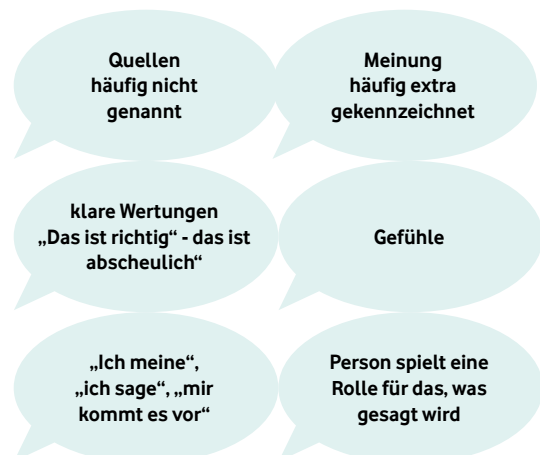 Quellen
häufig nicht
genannt
Meinung
häufig extra
gekennzeichnet
klare Wertungen
„Das ist richtig“ - das ist
abscheulich“
Gefühle
„Ich meine“,
„ich sage“, „mir
kommt es vor“
Person spielt eine
Rolle für das, was
gesagt wird